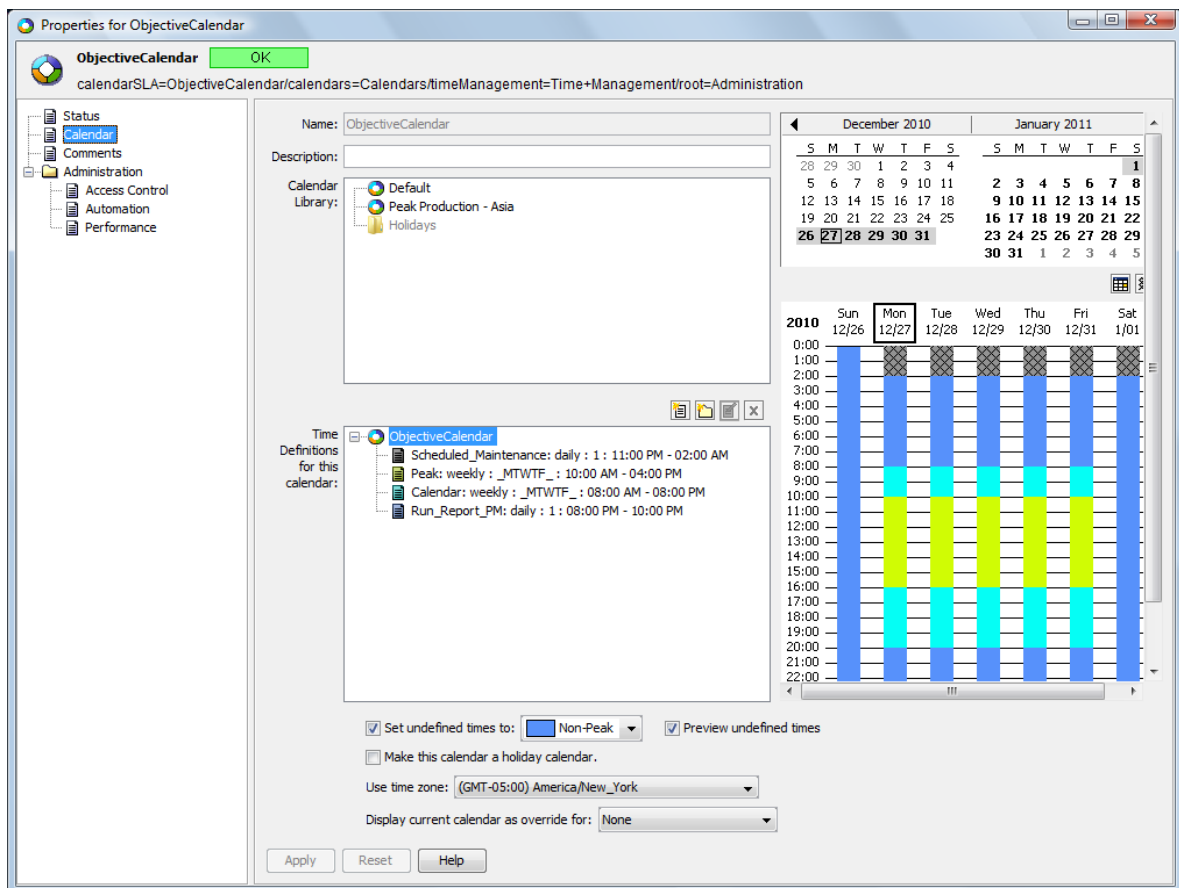 Properties for ObjectiveCalendar
ObjectiveCalendar OK
calendarSLA=ObjectiveCalendar/calendars=Calendars/timeManagement=Time+Management/root=Administration
Status
Calendar
Comments
Administration
Access Control
Automation
Performance
Name: ObjectiveCalendar
Description:
Calendar Library:
Default
Peak Production - Asia
Holidays
Time Definitions for this calendar:
ObjectiveCalendar
Scheduled_Maintenance: daily : 1 : 11:00 PM - 02:00 AM
Peak: weekly : _MTWTF_ : 10:00 AM - 04:00 PM
Calendar: weekly : _MTWTF_ : 08:00 AM - 08:00 PM
Run_Report_PM: daily : 1 : 08:00 PM - 10:00 PM
December 2010
S M T W T F S
28 29 30 1 2 3 4
5 6 7 8 9 10 11
12 13 14 15 16 17 18
19 20 21 22 23 24 25
26 27 28 29 30 31
January 2011
S M T W T F S
1
2 3 4 5 6 7 8
9 10 11 12 13 14 15
16 17 18 19 20 21 22
23 24 25 26 27 28 29
30 31 1 2 3 4 5
2010
Sun 12/26
Mon 12/27
Tue 12/28
Wed 12/29
Thu 12/30
Fri 12/31
Sat 1/01
0:00
1:00
2:00
3:00
4:00
5:00
6:00
7:00
8:00
9:00
10:00
11:00
12:00
13:00
14:00
15:00
16:00
17:00
18:00
19:00
20:00
21:00
22:00
Set undefined times to: Non-Peak Preview undefined times
Make this calendar a holiday calendar.
Use time zone: (GMT-05:00) America/New_York
Display current calendar as override for: None
Apply Reset Help